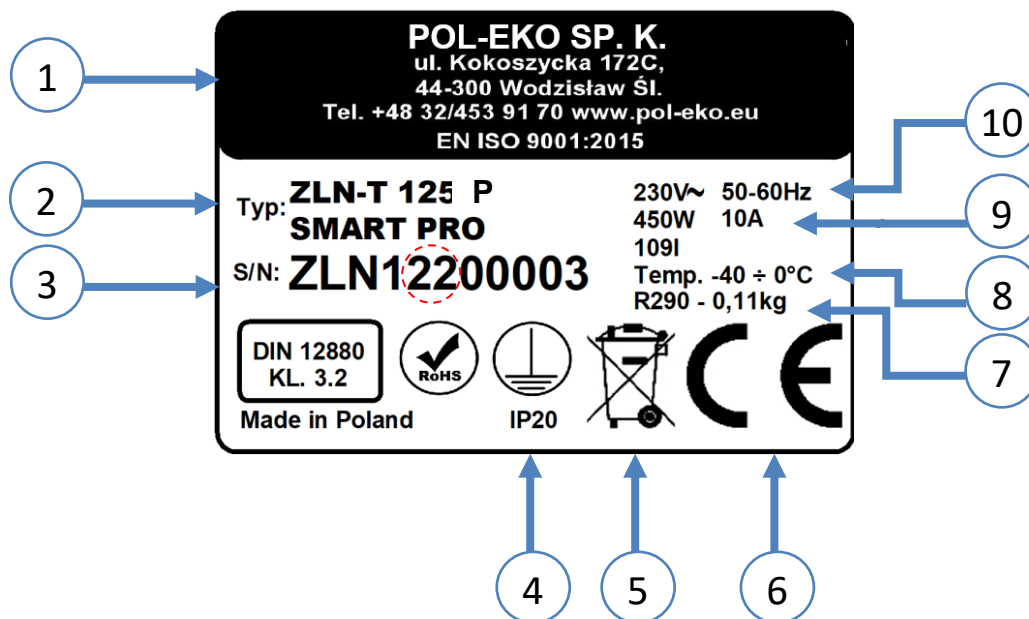 POL-EKO SP. K.
ul. Kokoszycka 172C,
44-300 Wodzisław Śl.
Tel. +48 32/453 91 70 www.pol-eko.eu
EN ISO 9001:2015
Typ: ZLN-T 125 P
SMART PRO
S/N: ZLN12200003
230V~ 50-60Hz
450W 10A
109l
Temp. -40 ÷ 0°C
R290 - 0,11kg
DIN 12880
KL. 3.2
RoHS
Made in Poland
IP20
CE
1
2
3
4
5
6
7
8
9
10